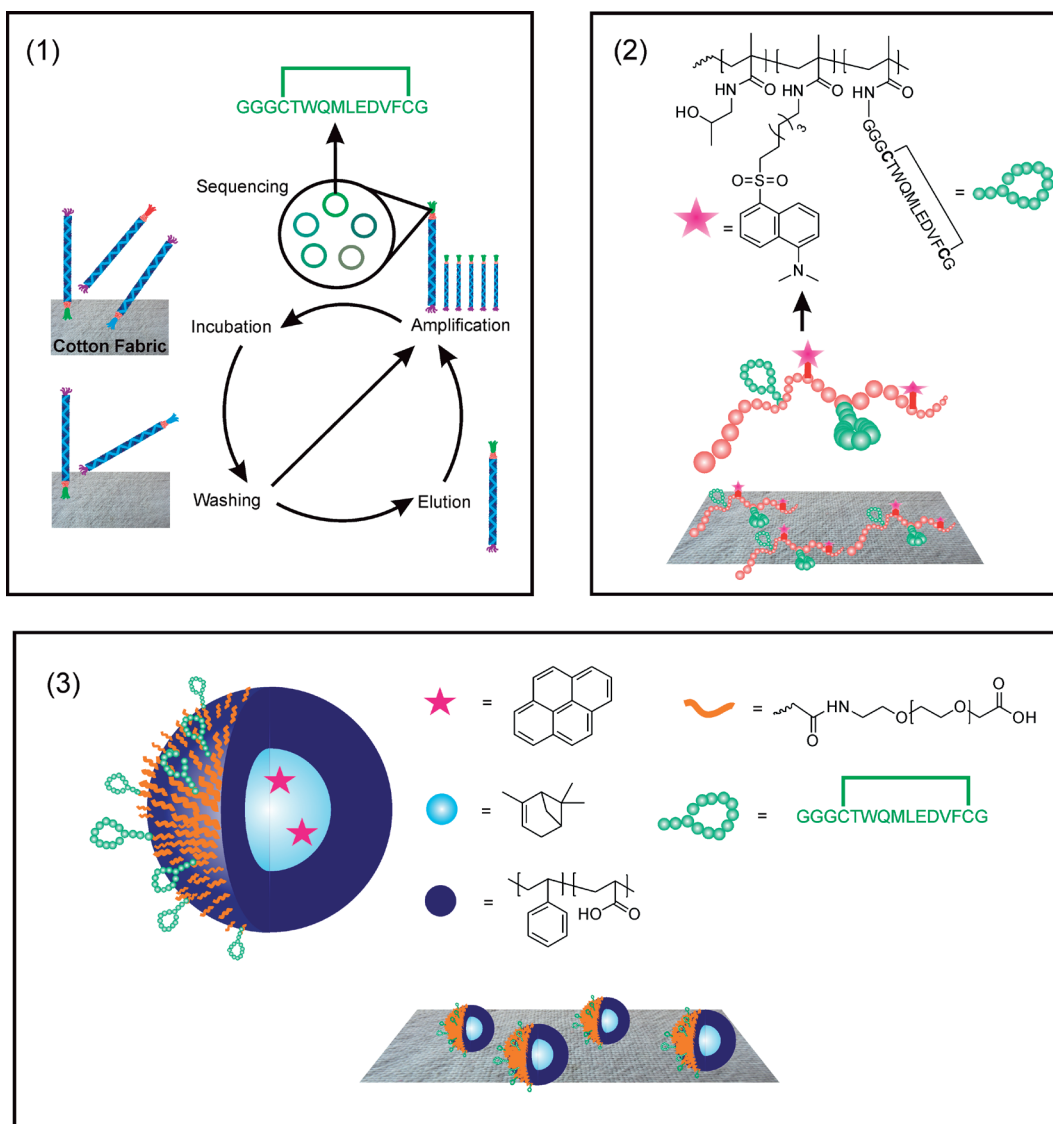 (1)
GGGCTWQMLEDVFCG
Sequencing
Incubation
Amplification
Cotton Fabric
Washing
Elution
(2)
HN
O
HN
O
HN
O
HO
3
O=S=O
=
N
GGGCTWQMLEDVFCG
=
(3)
=
=
H
N
O
O
O
O
OH
=
=
GGGCTWQMLEDVFCG
=
HO
O